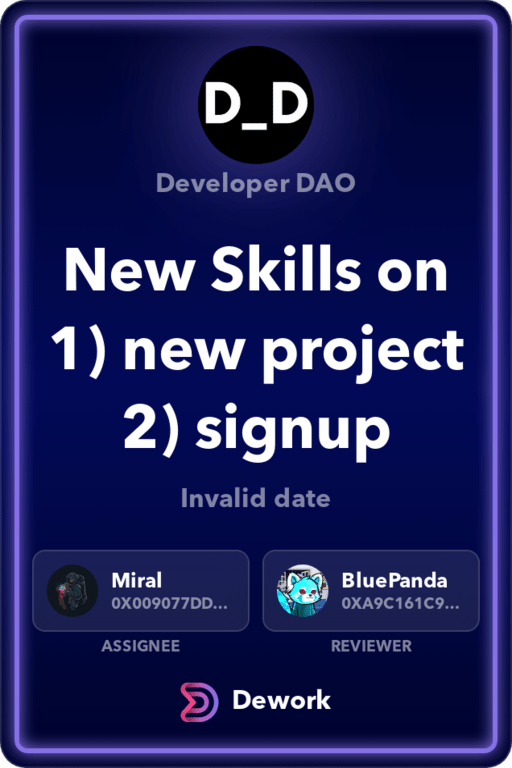 D_D
Developer DAO
New Skills on
1) new project
2) signup
Invalid date
Miral
0X009077DD...
ASSIGNEE
BluePanda
0XA9C161C9...
REVIEWER
Dework